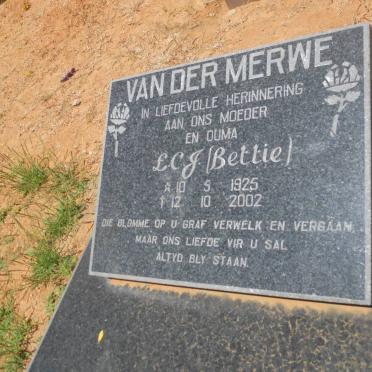 VAN DER MERWE
IN LIEFDEVOLLE HERINNERING
AAN ONS MOEDER
EN OUMA
L.C.J (Bettie)
* 10 5 1925
† 12 10 2002
DIE BLOMME OP U GRAF VERWELK EN VERGAAN,
MAAR ONS LIEFDE VIR U SAL
ALTYD BLY STAAN.